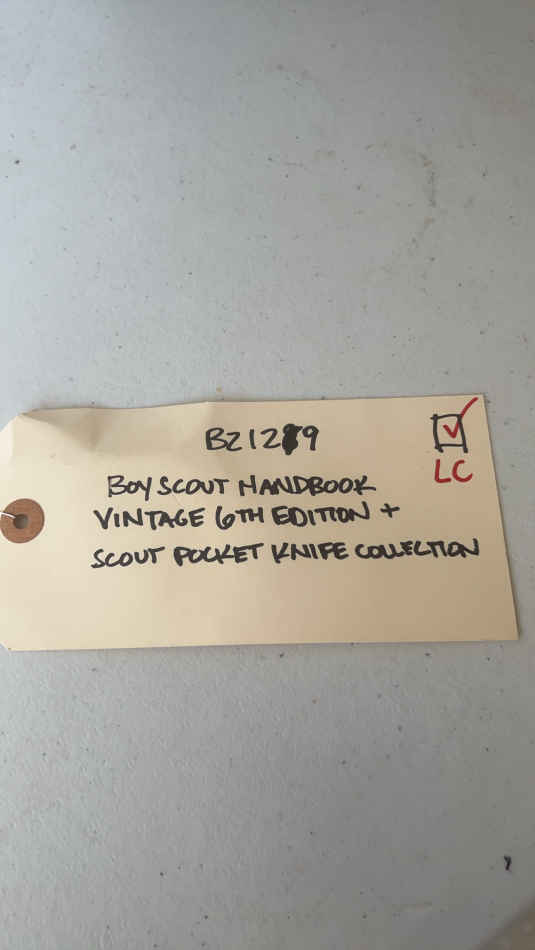 BOY SCOUT HANDBOOK
VINTAGE 6TH EDITION +
SCOUT POCKET KNIFE COLLECTION
LC